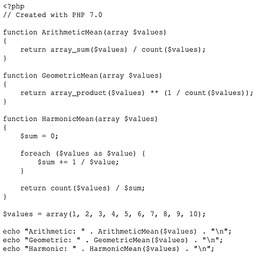 <?php
// Created with PHP 7.0

function ArithmeticMean(array $values)
{
    return array_sum($values) / count($values);
}

function GeometricMean(array $values)
{
    return array_product($values) ** (1 / count($values));
}

function HarmonicMean(array $values)
{
    $sum = 0;

    foreach ($values as $value) {
        $sum += 1 / $value;
    }

    return count($values) / $sum;
}

$values = array(1, 2, 3, 4, 5, 6, 7, 8, 9, 10);

echo "Arithmetic: " . ArithmeticMean($values) . "\n";
echo "Geometric: " . GeometricMean($values) . "\n";
echo "Harmonic: " . HarmonicMean($values) . "\n";